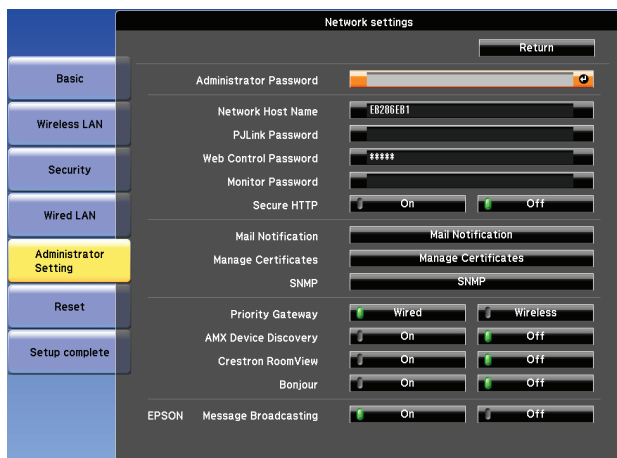 Network settings
Return
Basic
Wireless LAN
Security
Wired LAN
Administrator
Setting
Reset
Setup complete
Administrator Password
Network Host Name EB206EB1
PJLink Password
Web Control Password *****
Monitor Password
Secure HTTP On Off
Mail Notification Mail Notification
Manage Certificates Manage Certificates
SNMP SNMP
Priority Gateway Wired Wireless
AMX Device Discovery On Off
Crestron RoomView On Off
Bonjour On Off
EPSON Message Broadcasting On Off